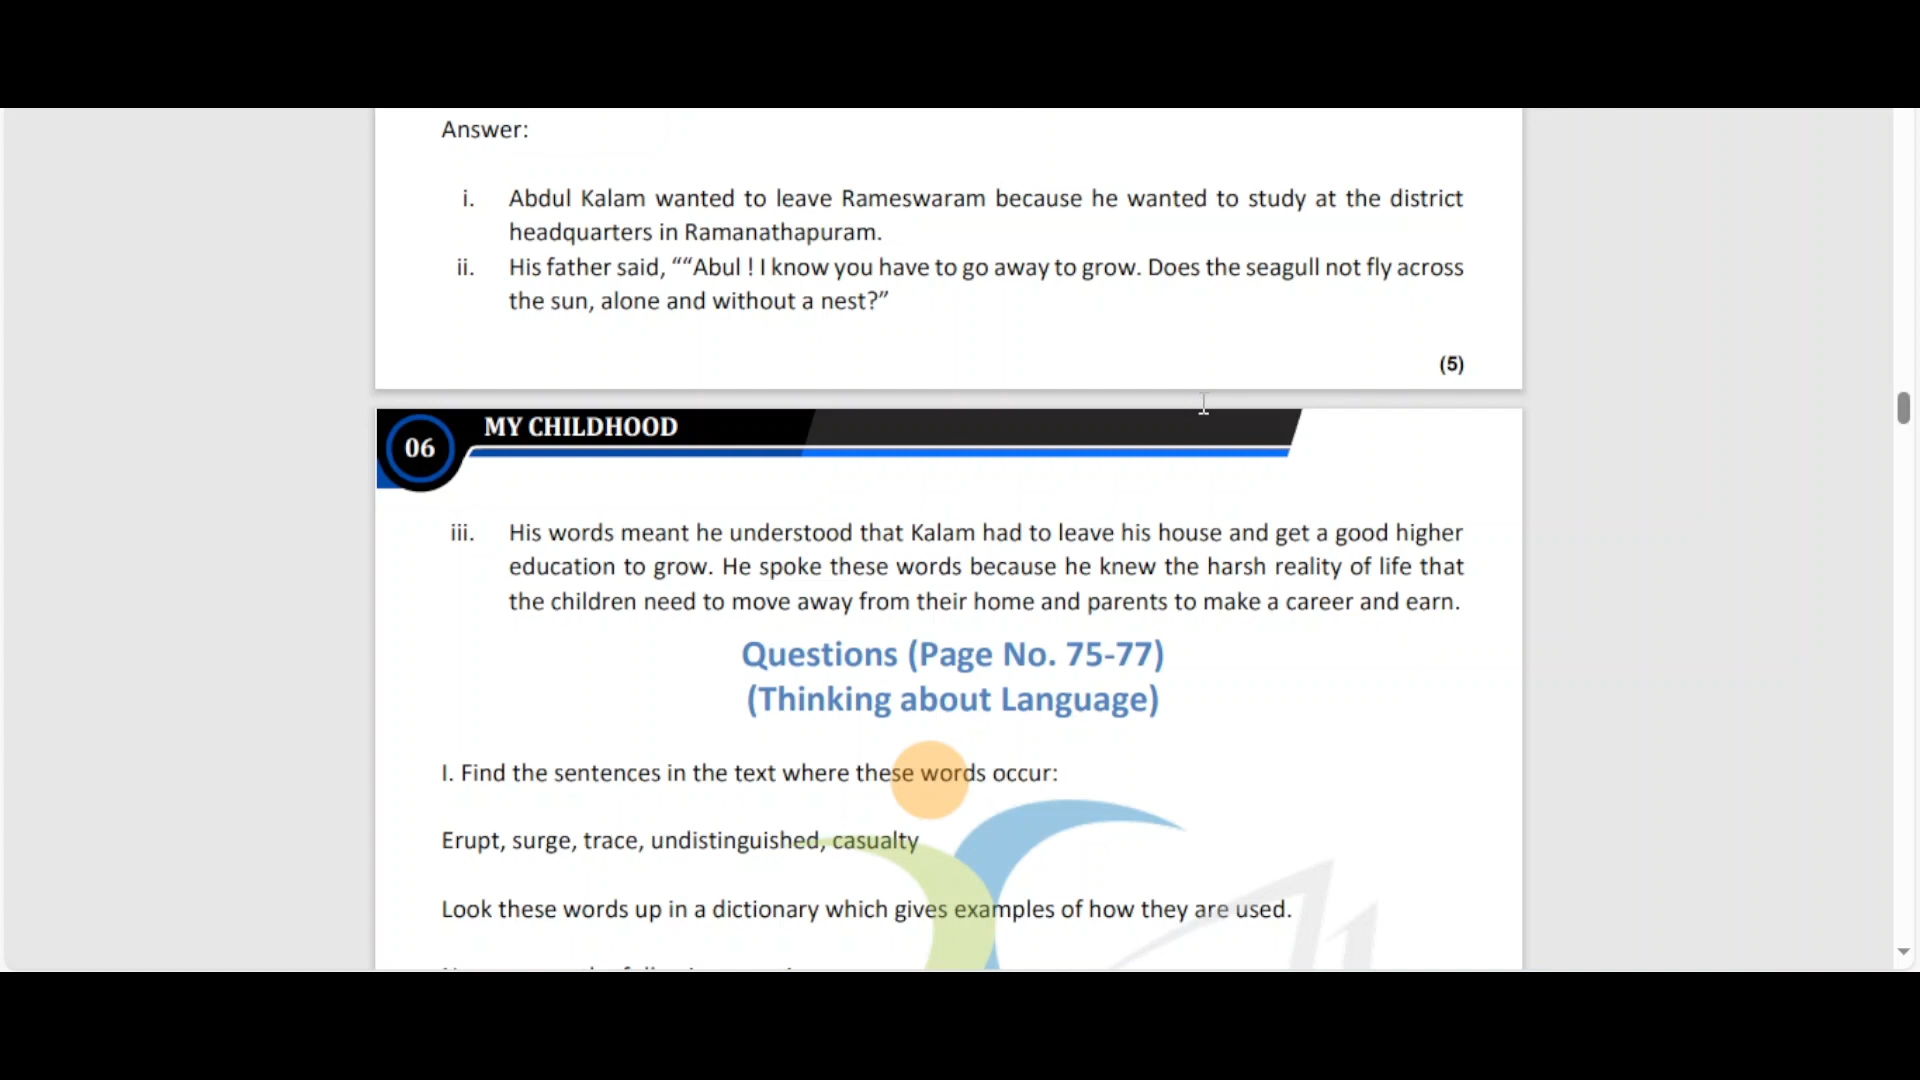 Answer:
i. Abdul Kalam wanted to leave Rameswaram because he wanted to study at the district
headquarters in Ramanathapuram.
ii. His father said, ““Abul ! I know you have to go away to grow. Does the seagull not fly across
the sun, alone and without a nest?”
(5)
06 MY CHILDHOOD
iii. His words meant he understood that Kalam had to leave his house and get a good higher
education to grow. He spoke these words because he knew the harsh reality of life that
the children need to move away from their home and parents to make a career and earn.
Questions (Page No. 75-77)
(Thinking about Language)
I. Find the sentences in the text where these words occur:
Erupt, surge, trace, undistinguished, casualty
Look these words up in a dictionary which gives examples of how they are used.